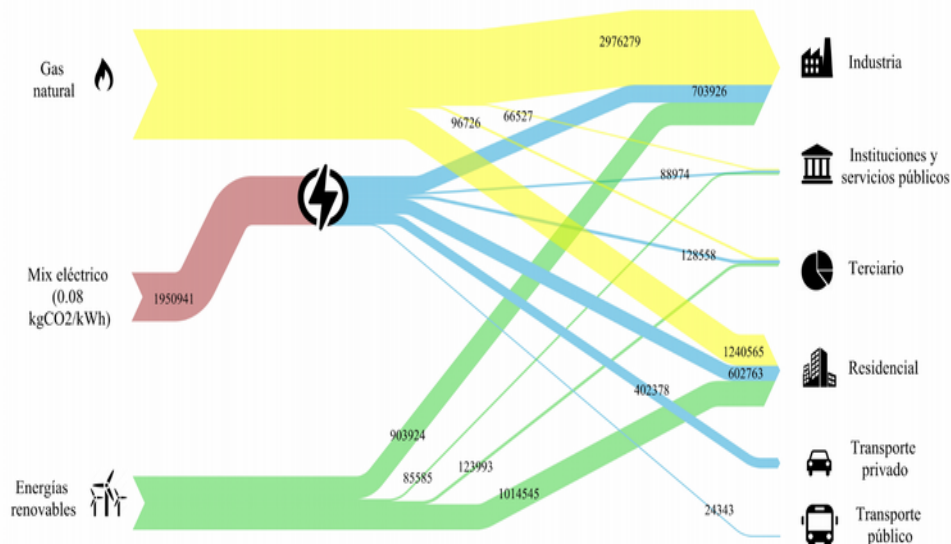 Gas
natural
2976279
Industria
703926
96726
66527
Instituciones y
servicios públicos
88974
Mix eléctrico
(0.08
kgCO2/kWh)
1950941
128558
Terciario
1240565
602763
Residencial
402378
903924
85585
123993
1014545
Transporte
privado
Energías
renovables
24343
Transporte
público